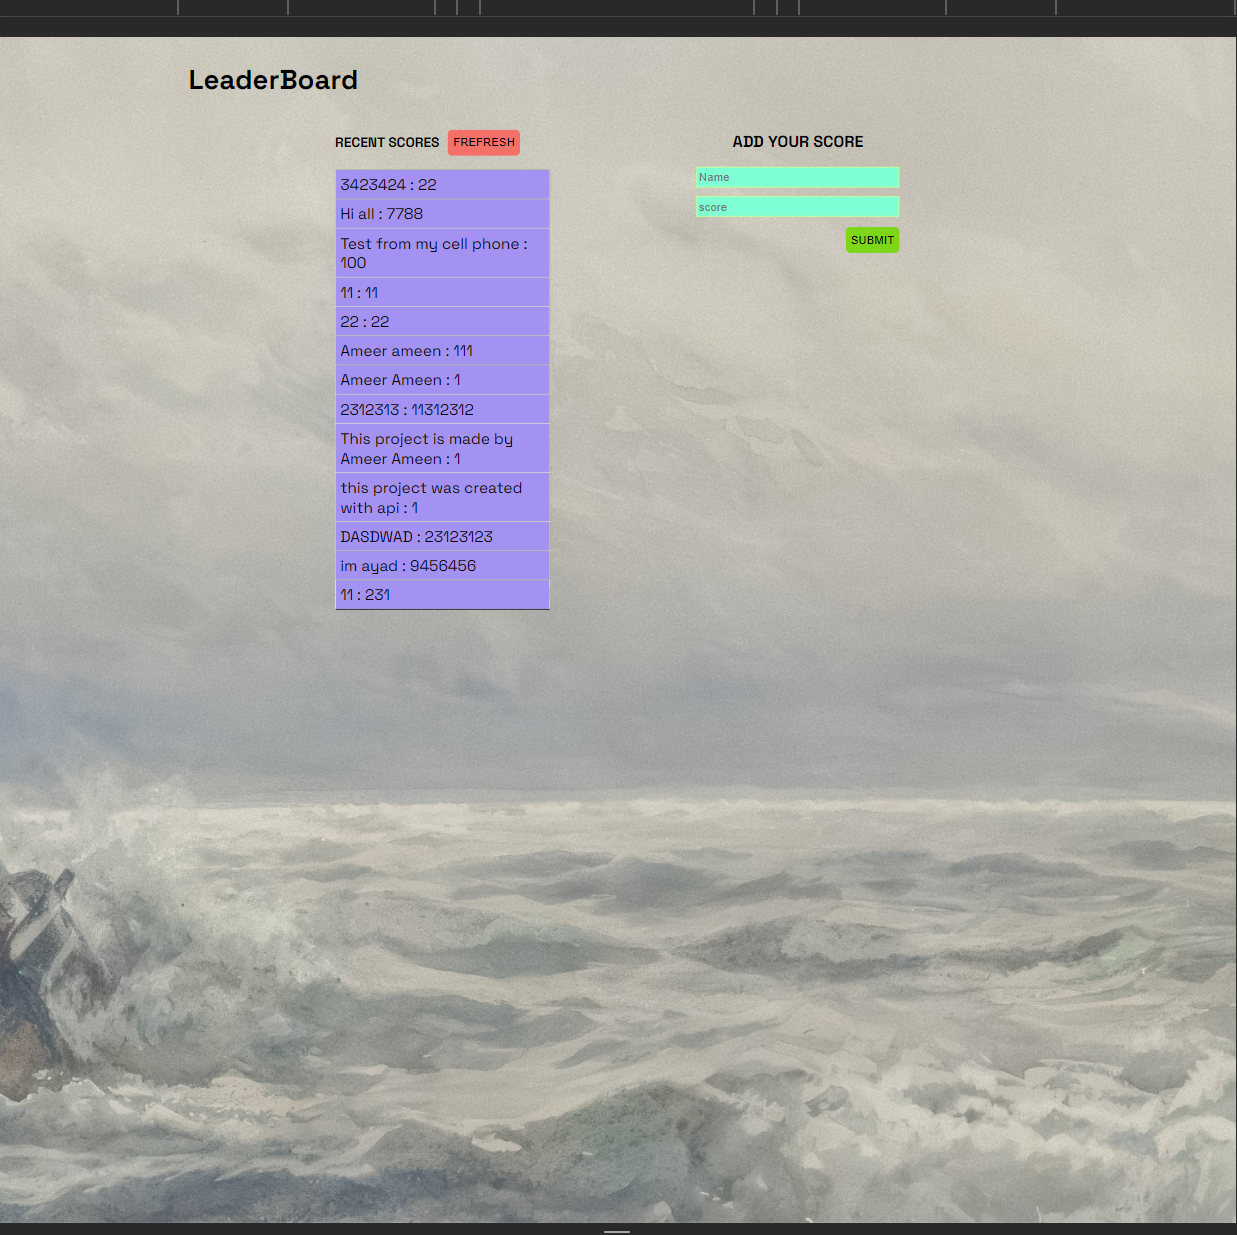 LeaderBoard
RECENT SCORES FREFRESH
3423424 : 22
Hi all : 7788
Test from my cell phone :
100
11 : 11
22 : 22
Ameer ameen : 111
Ameer Ameen : 1
2312313 : 11312312
This project is made by
Ameer Ameen : 1
this project was created
with api : 1
DASDWAD : 23123123
im ayad : 9456456
11 : 231
ADD YOUR SCORE
Name
score
SUBMIT